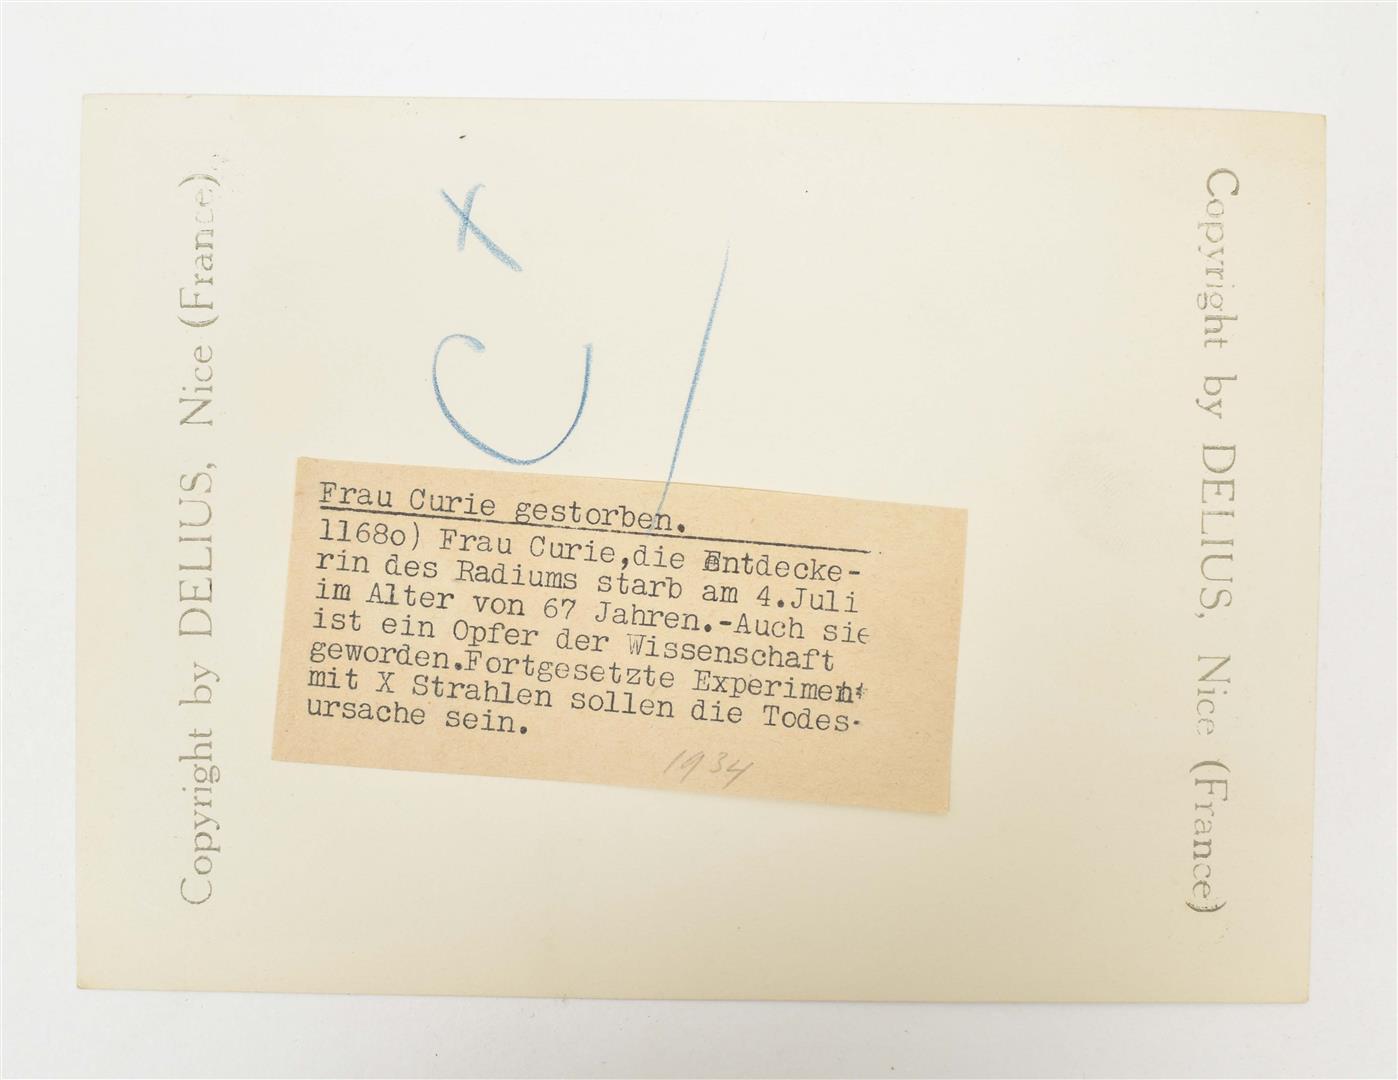 Copyright by DELIUS, Nice (France)
C x
Frau Curie gestorben.
1168o) Frau Curie,die Entdecke-
rin des Radiums starb am 4.Juli
im Alter von 67 Jahren.-Auch sie
ist ein Opfer der Wissenschaft
geworden.Fortgesetzte Experiment
mit X Strahlen sollen die Todes-
ursache sein.
1934
Copyright by DELIUS, Nice (France)